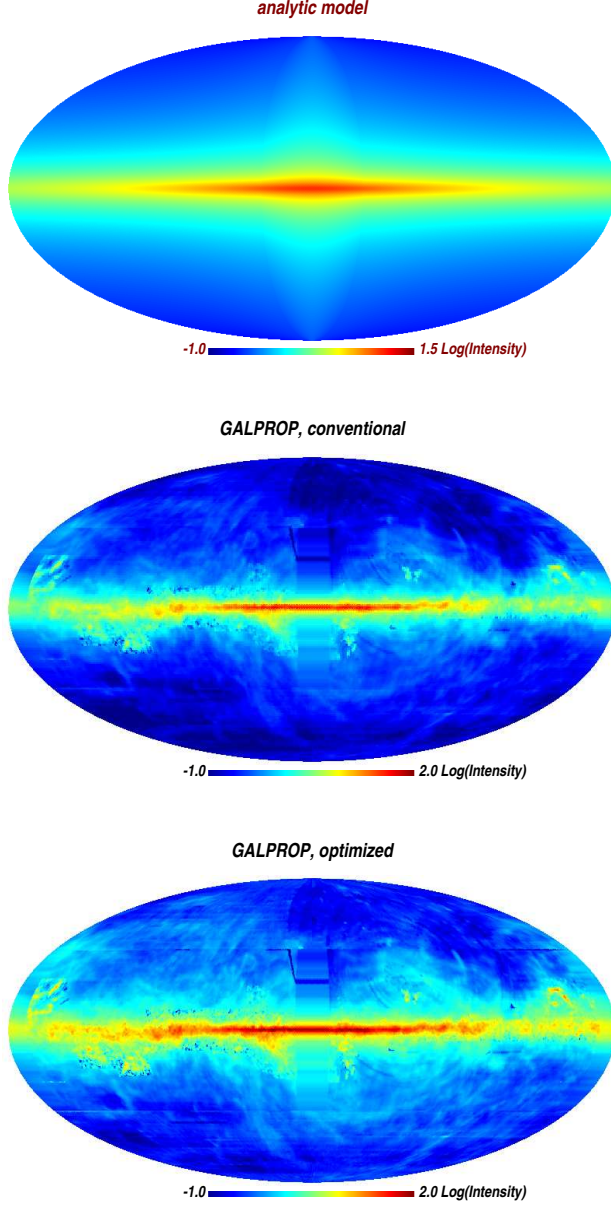 analytic model
-1.0 1.5 Log(Intensity)
GALPROP, conventional
-1.0 2.0 Log(Intensity)
GALPROP, optimized
-1.0 2.0 Log(Intensity)